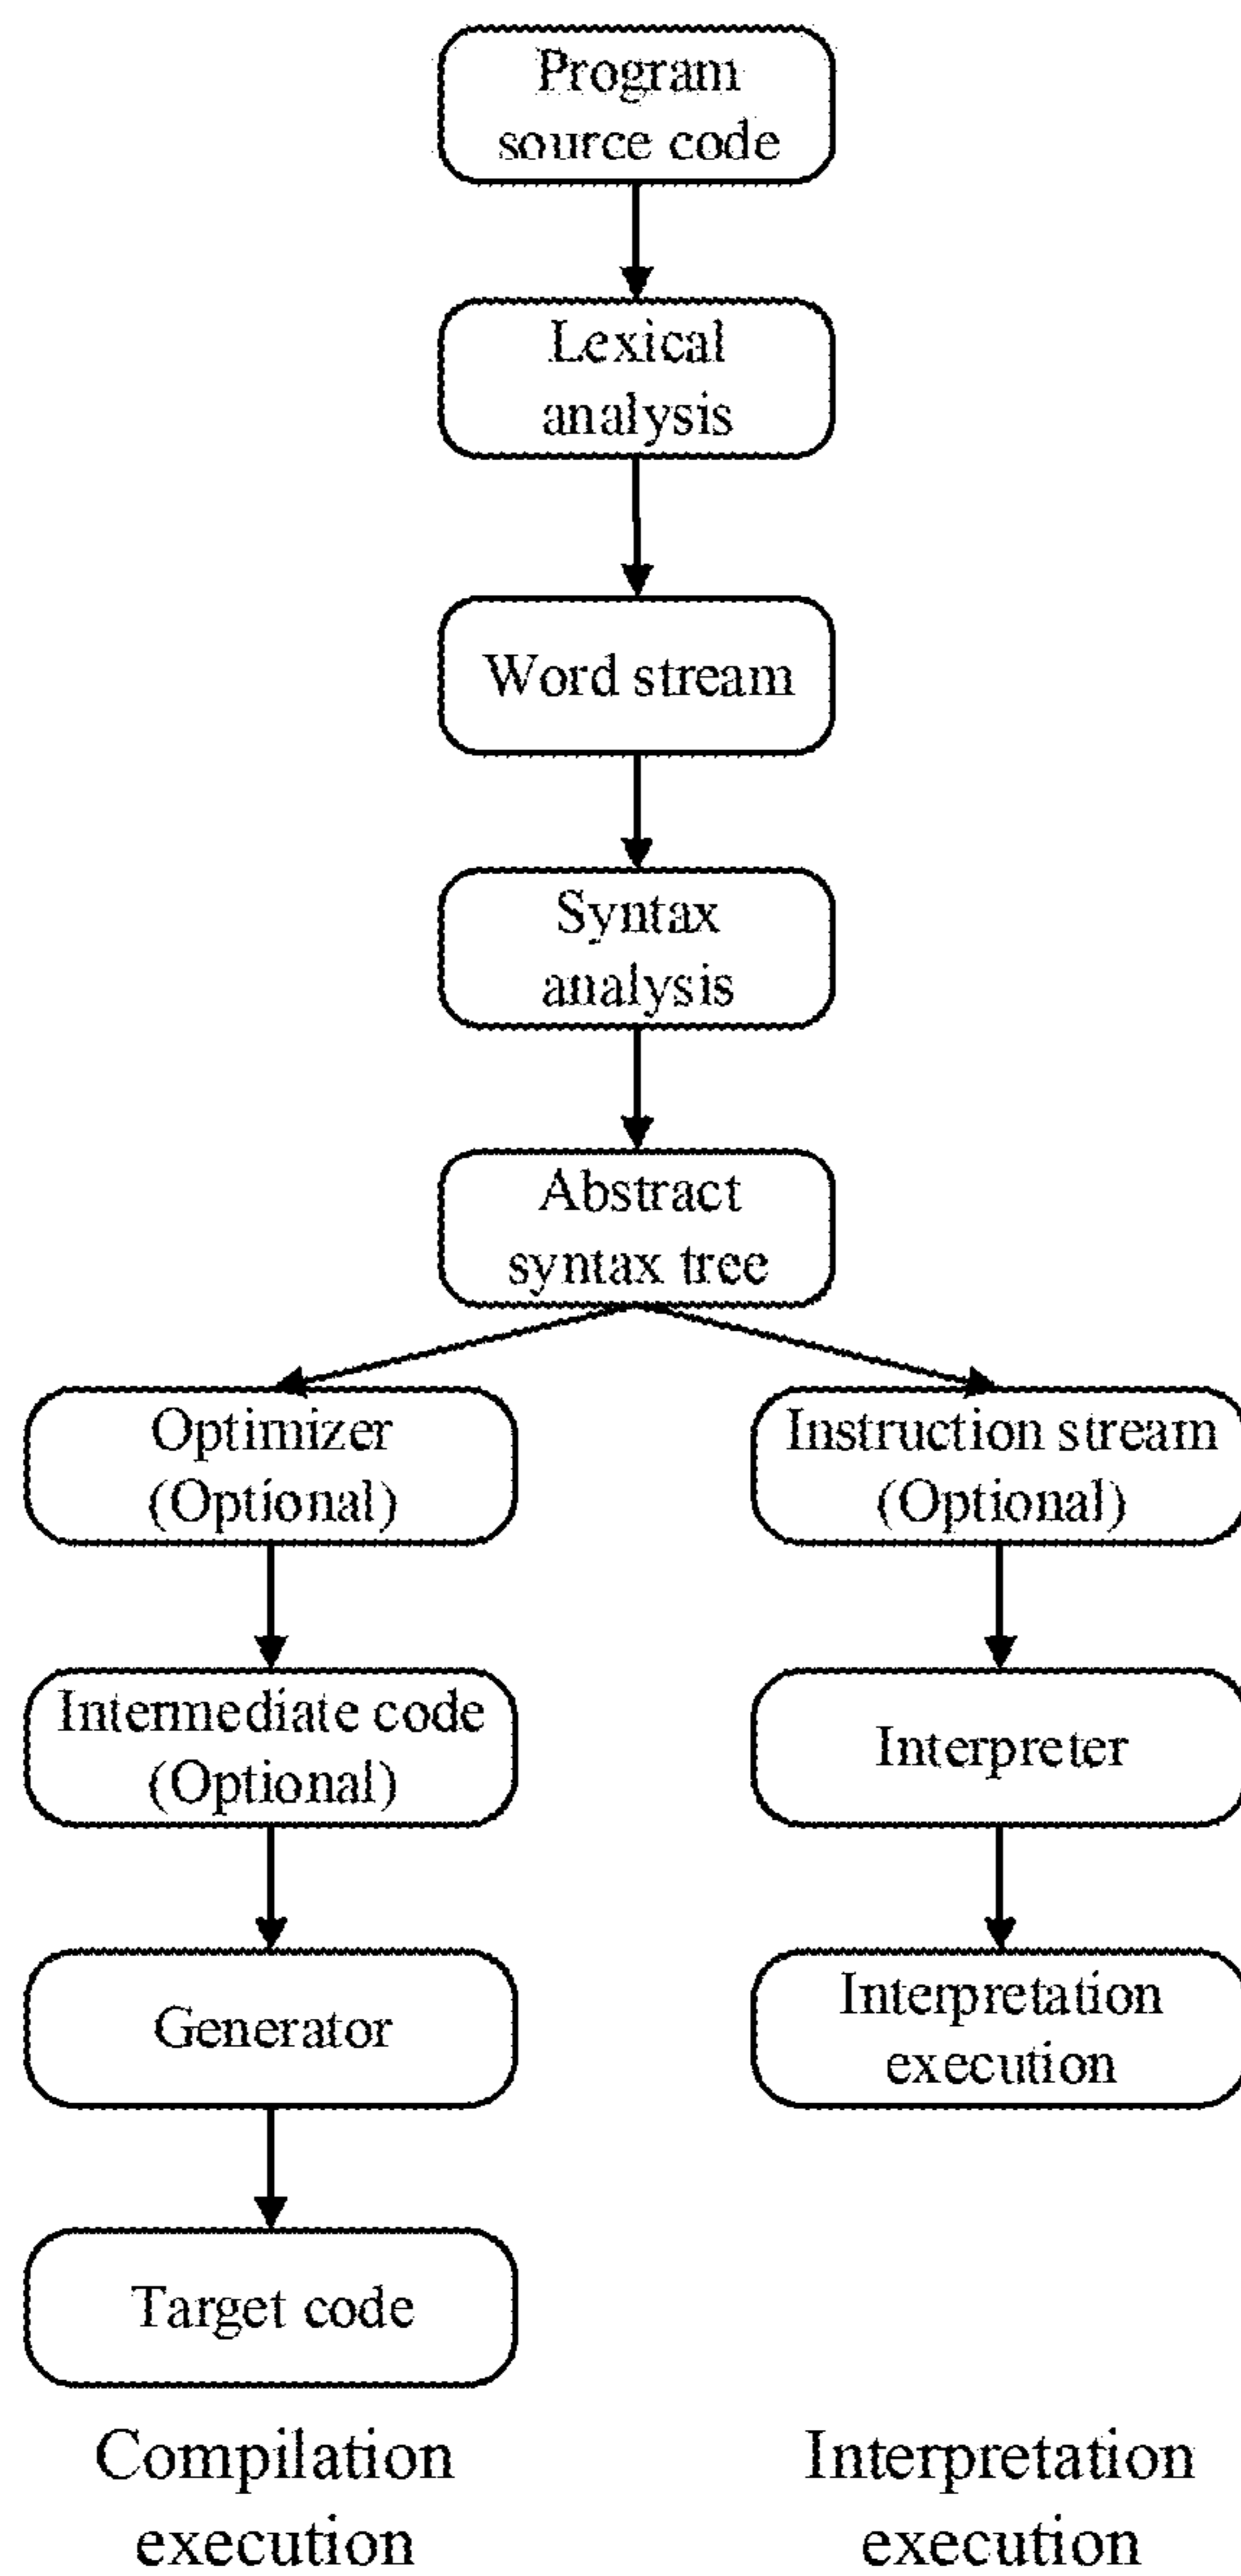 Program
source code
Lexical
analysis
Word stream
Syntax
analysis
Abstract
syntax tree
Optimizer
(Optional)
Instruction stream
(Optional)
Intermediate code
(Optional)
Interpreter
Generator
Interpretation
execution
Target code
Compilation
execution
Interpretation
execution